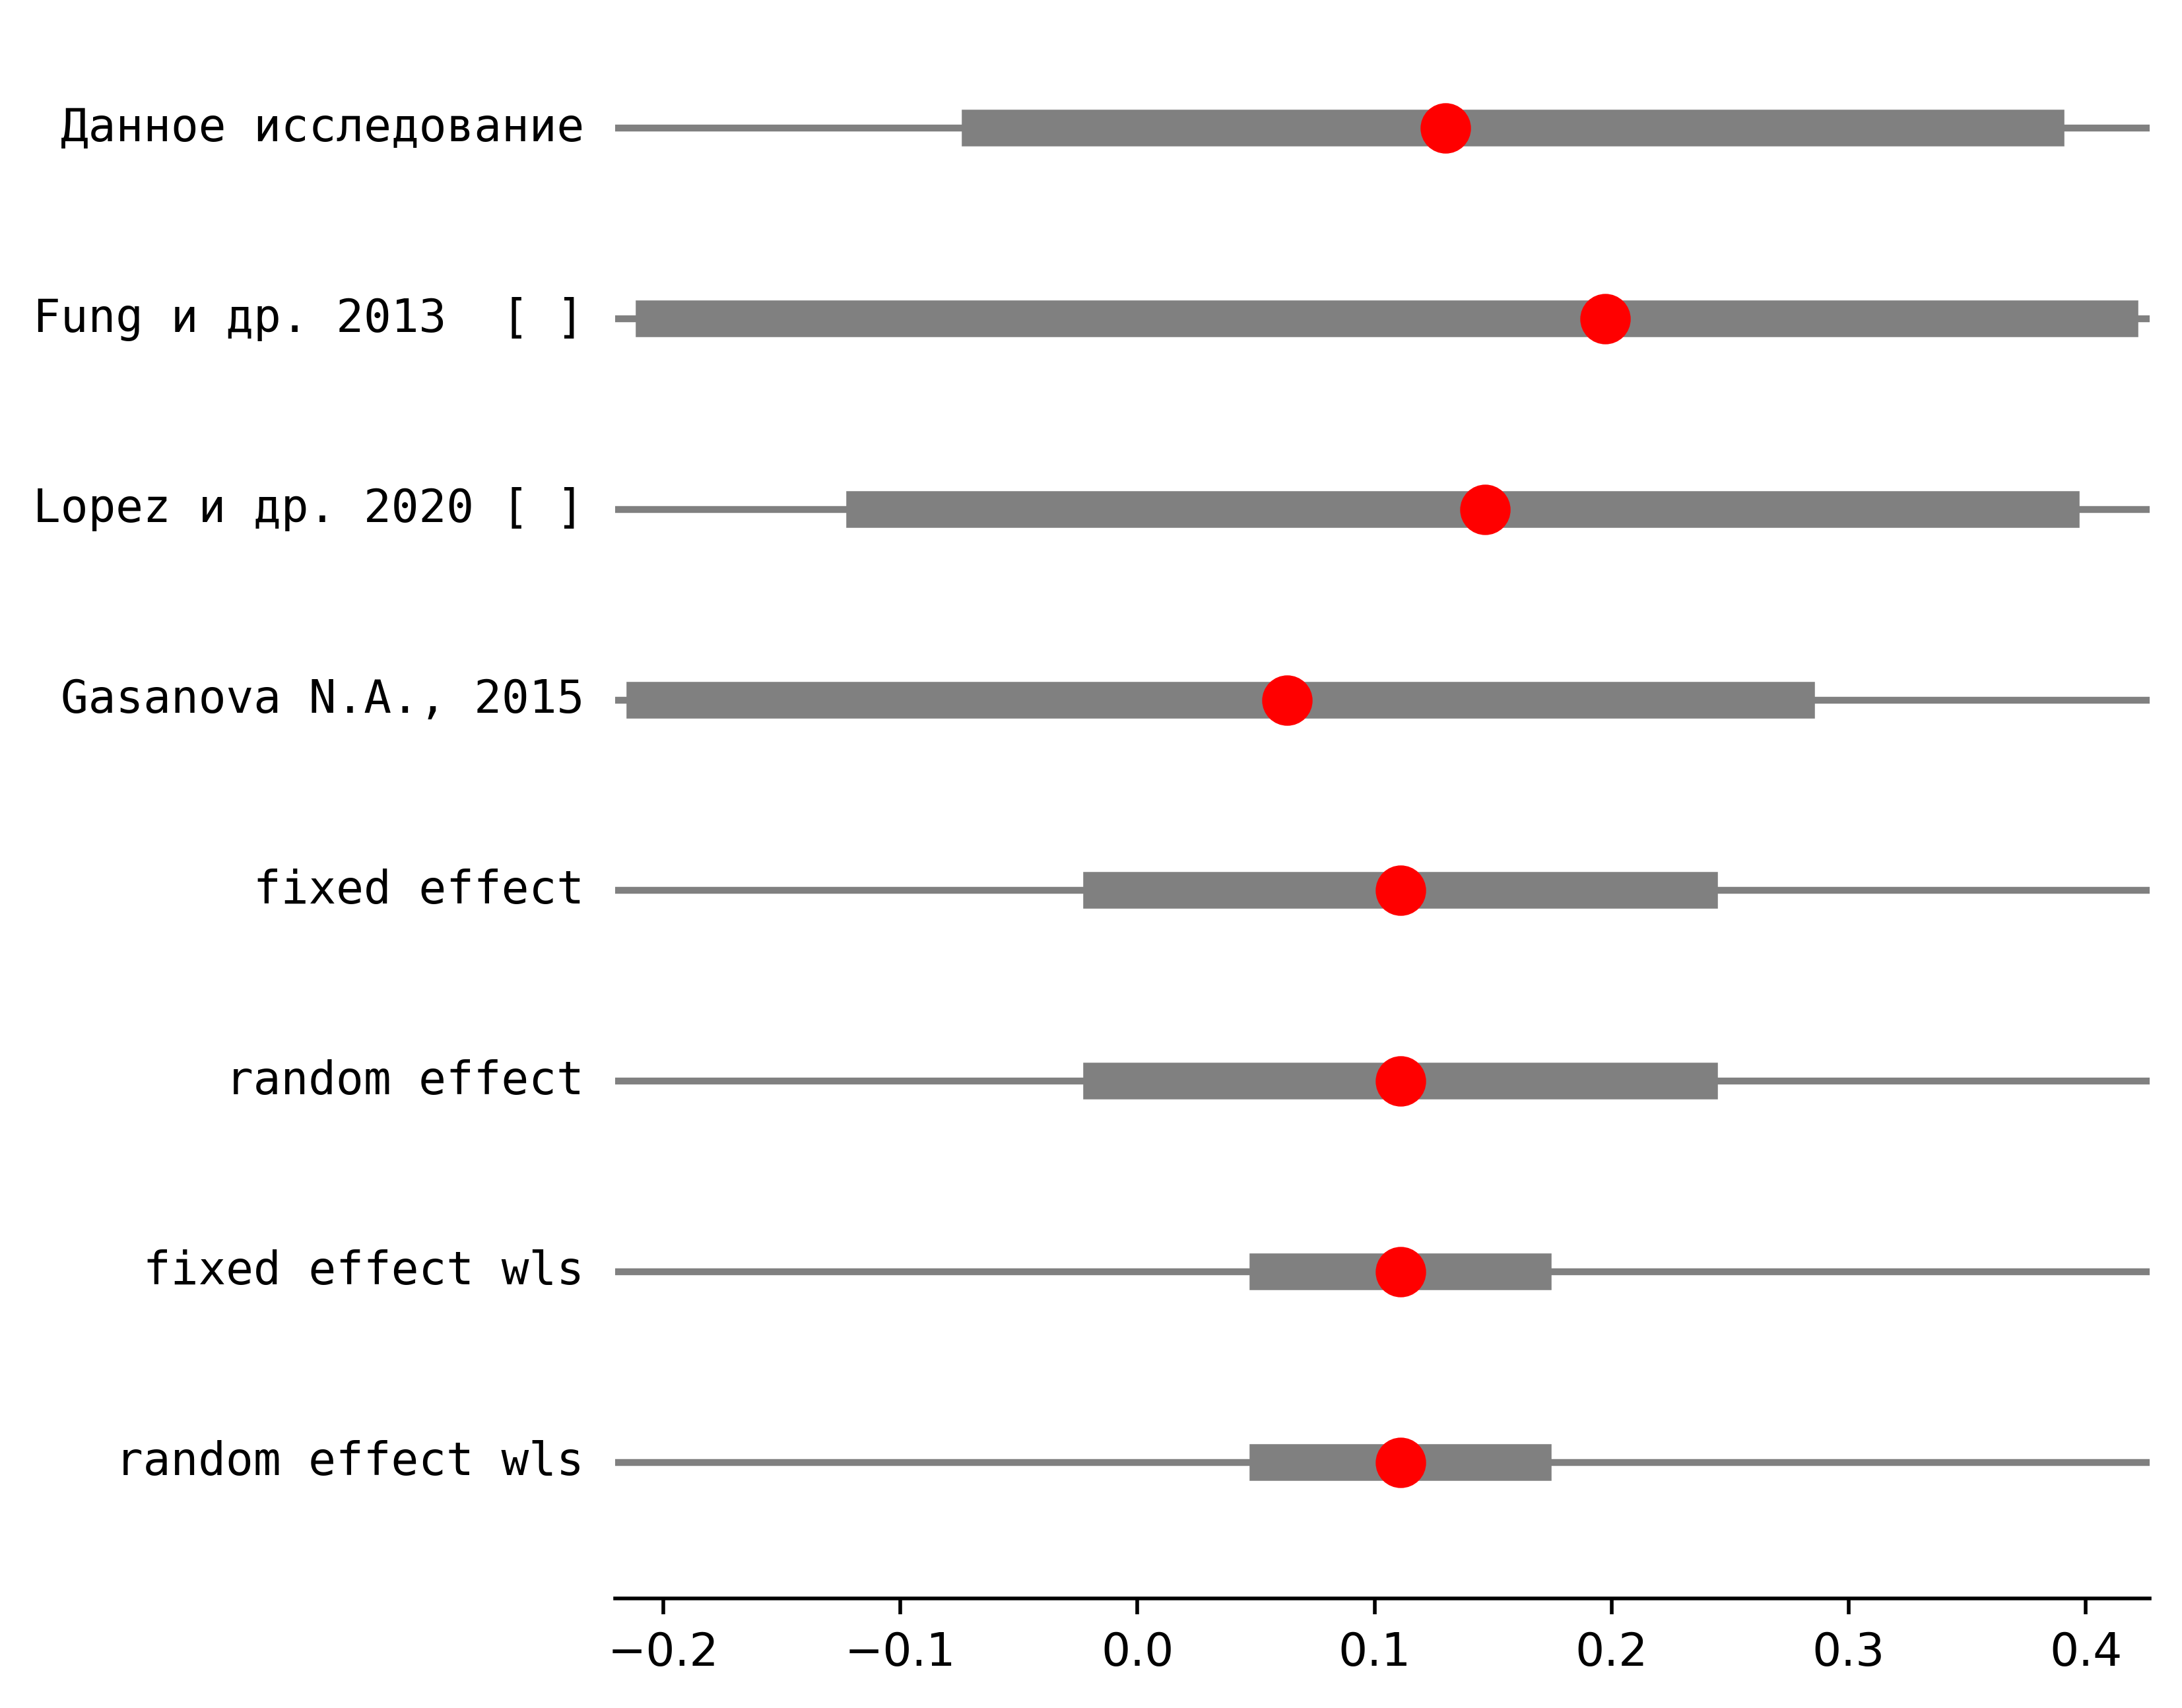 Данное исследование
Fung и др. 2013  [ ]
Lopez и др. 2020 [ ]
Gasanova N.A., 2015
fixed effect
random effect
fixed effect wls
random effect wls
−0.2 −0.1 0.0 0.1 0.2 0.3 0.4